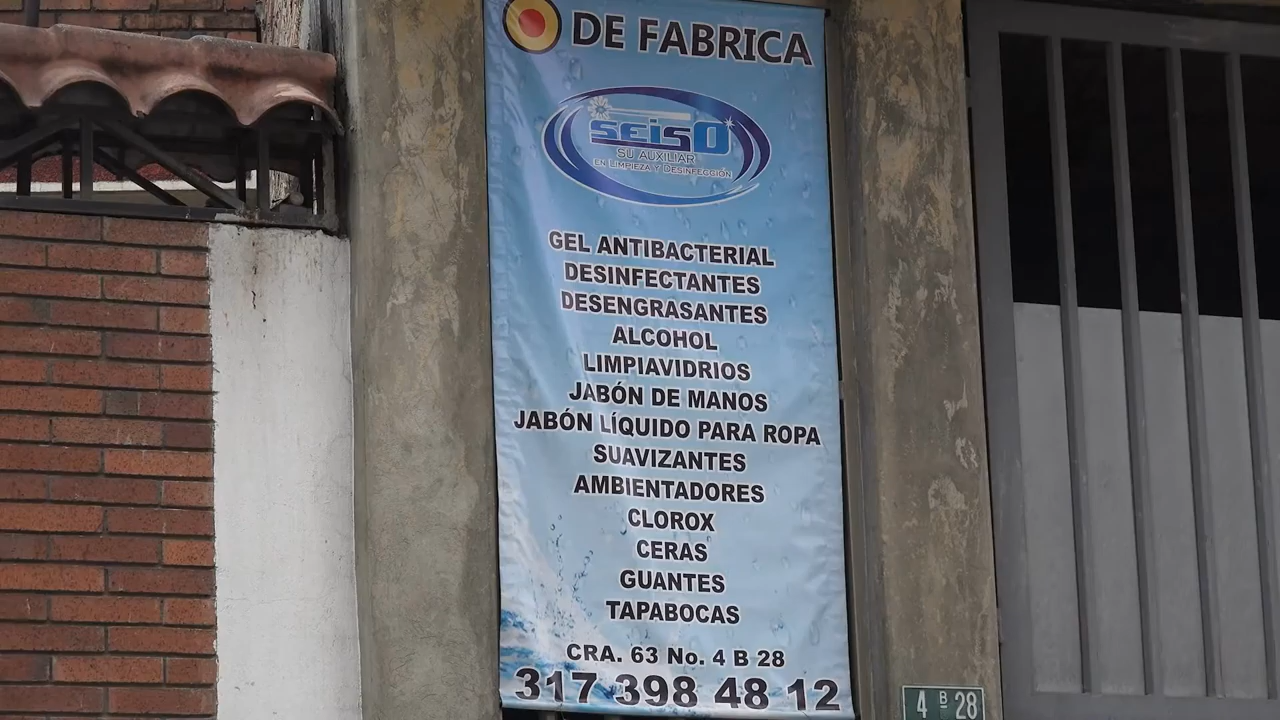 DE FABRICA
SEISO
SU AUXILIAR
EN LIMPIEZA Y DESINFECCIÓN
GEL ANTIBACTERIAL
DESINFECTANTES
DESENGRASANTES
ALCOHOL
LIMPIAVIDRIOS
JABÓN DE MANOS
JABÓN LÍQUIDO PARA ROPA
SUAVIZANTES
AMBIENTADORES
CLOROX
CERAS
GUANTES
TAPABOCAS
CRA. 63 No. 4 B 28
317 398 48 12
4 B 28